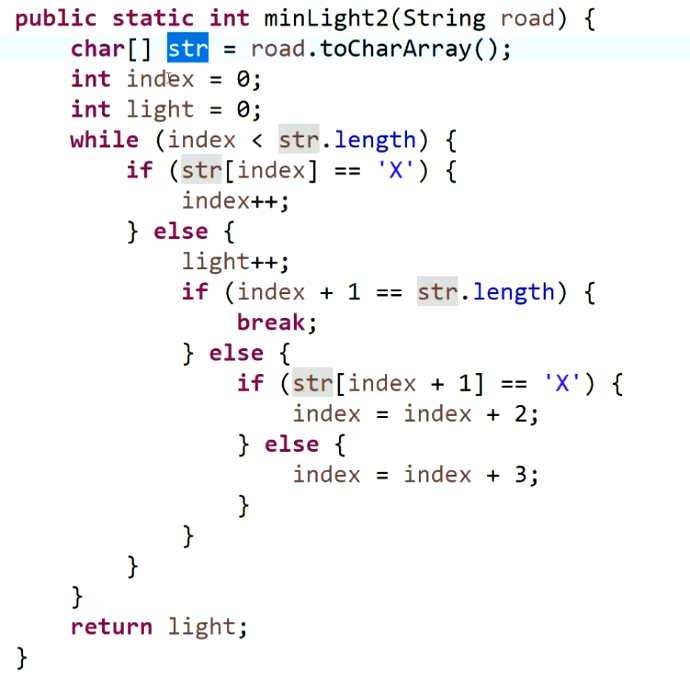 public static int minLight2(String road) {
    char[] str = road.toCharArray();
    int index = 0;
    int light = 0;
    while (index < str.length) {
        if (str[index] == 'X') {
            index++;
        } else {
            light++;
            if (index + 1 == str.length) {
                break;
            } else {
                if (str[index + 1] == 'X') {
                    index = index + 2;
                } else {
                    index = index + 3;
                }
            }
        }
    }
    return light;
}